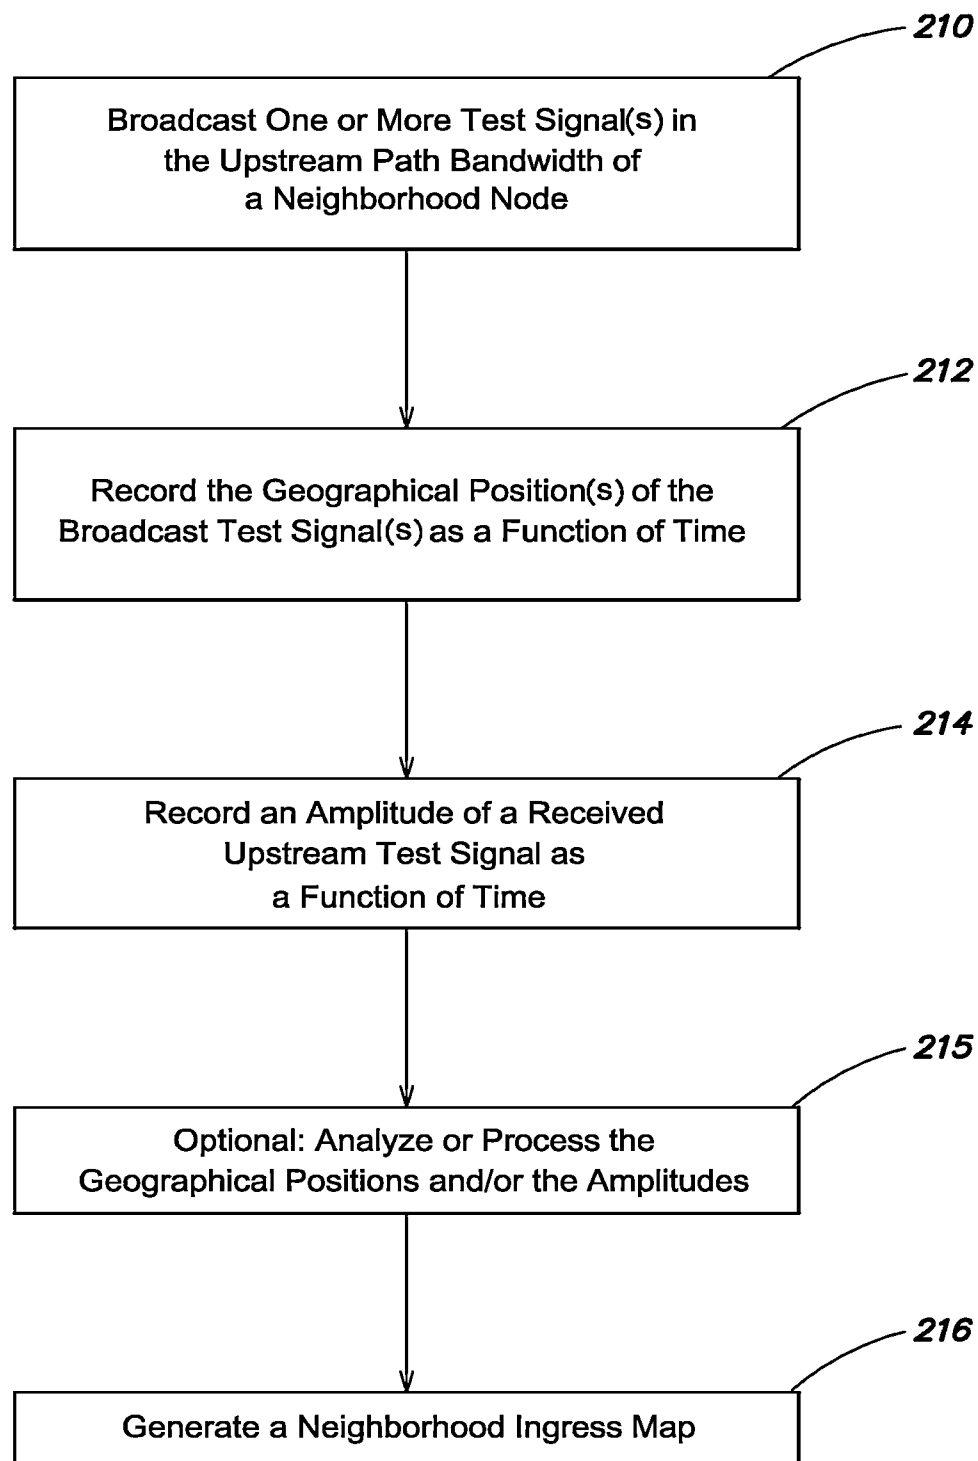 210
Broadcast One or More Test Signal(s) in
the Upstream Path Bandwidth of
a Neighborhood Node
212
Record the Geographical Position(s) of the
Broadcast Test Signal(s) as a Function of Time
214
Record an Amplitude of a Received
Upstream Test Signal as
a Function of Time
215
Optional: Analyze or Process the
Geographical Positions and/or the Amplitudes
216
Generate a Neighborhood Ingress Map